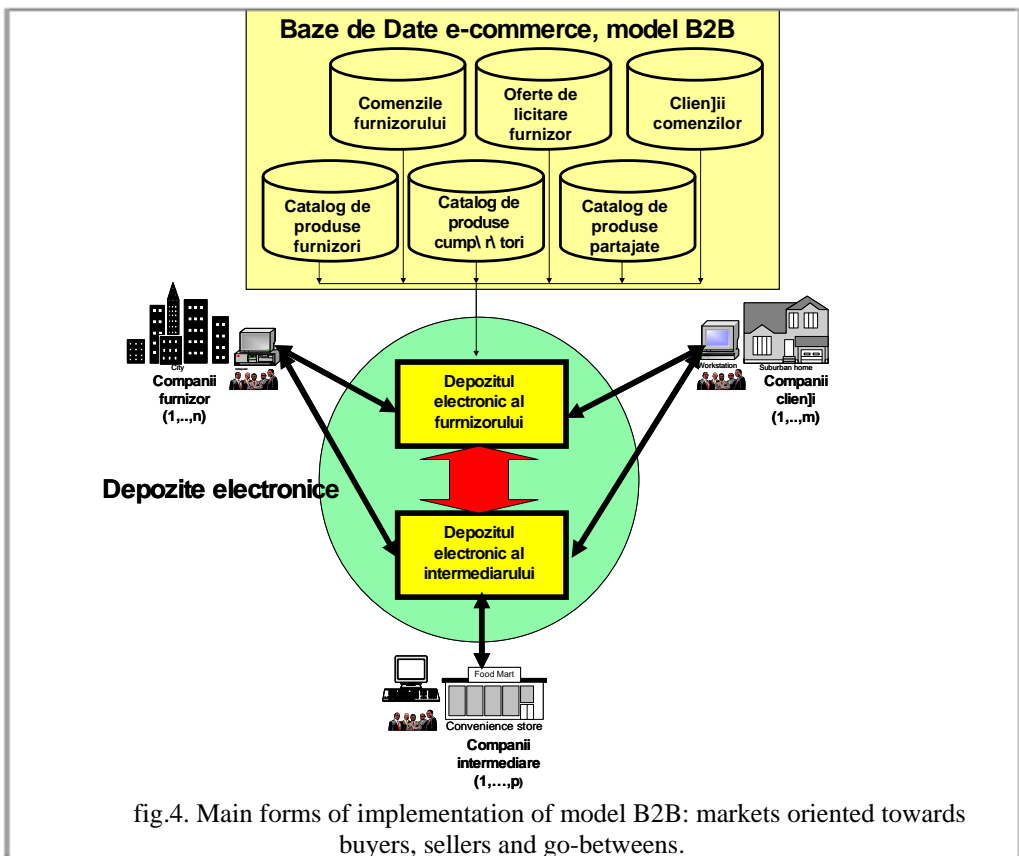 Baze de Date e-commerce, model B2B
Comenzile
furnizorului
Oferte de
licitare
furnizor
Clien]ii
comenzilor
Catalog de
produse
furnizori
Catalog de
produse
cump\ r\ tori
Catalog de
produse
partajate
City
Companii
furnizor
(1,..,n)
Workstation
Suburban home
Companii
clien]i
(1,..,m)
Depozitul
electronic al
furrnizorului
Depozite electronice
Depozitul
electronic al
intermediarului
Food Mart
Convenience store
Companii
intermediare
(1,...,p)
fig.4. Main forms of implementation of model B2B: markets oriented towards
buyers, sellers and go-betweens.